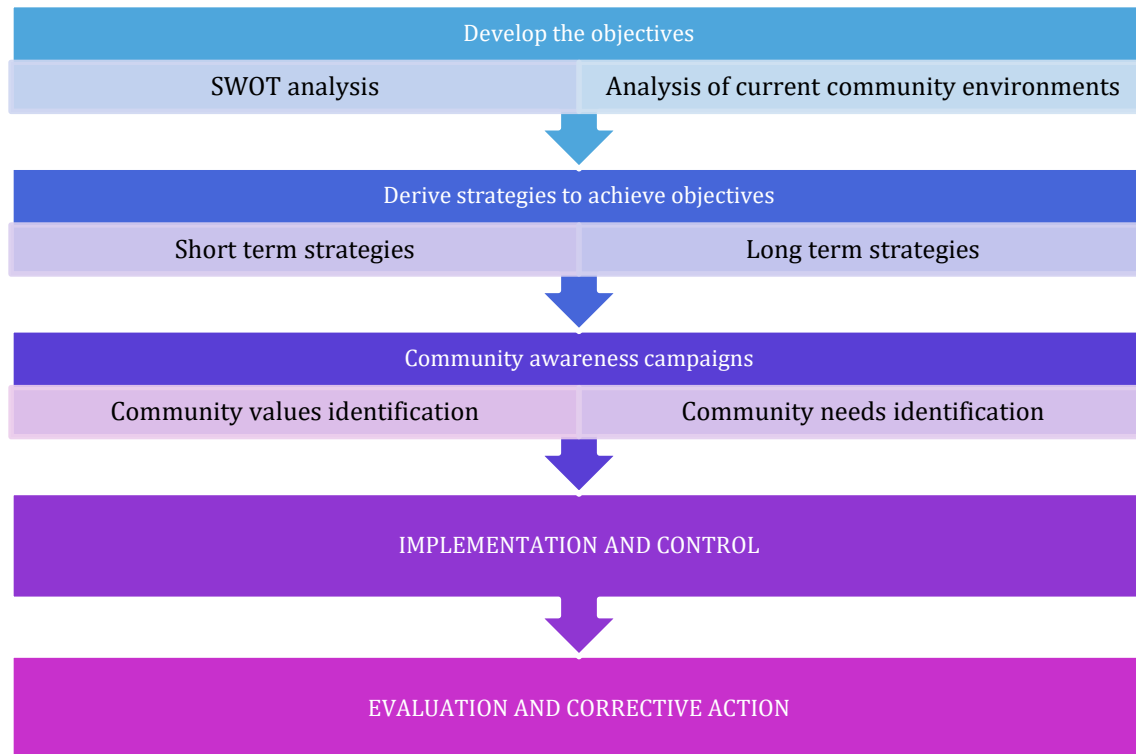 Develop the objectives
SWOT analysis
Analysis of current community environments
Derive strategies to achieve objectives
Short term strategies
Long term strategies
Community awareness campaigns
Community values identification
Community needs identification
IMPLEMENTATION AND CONTROL
EVALUATION AND CORRECTIVE ACTION